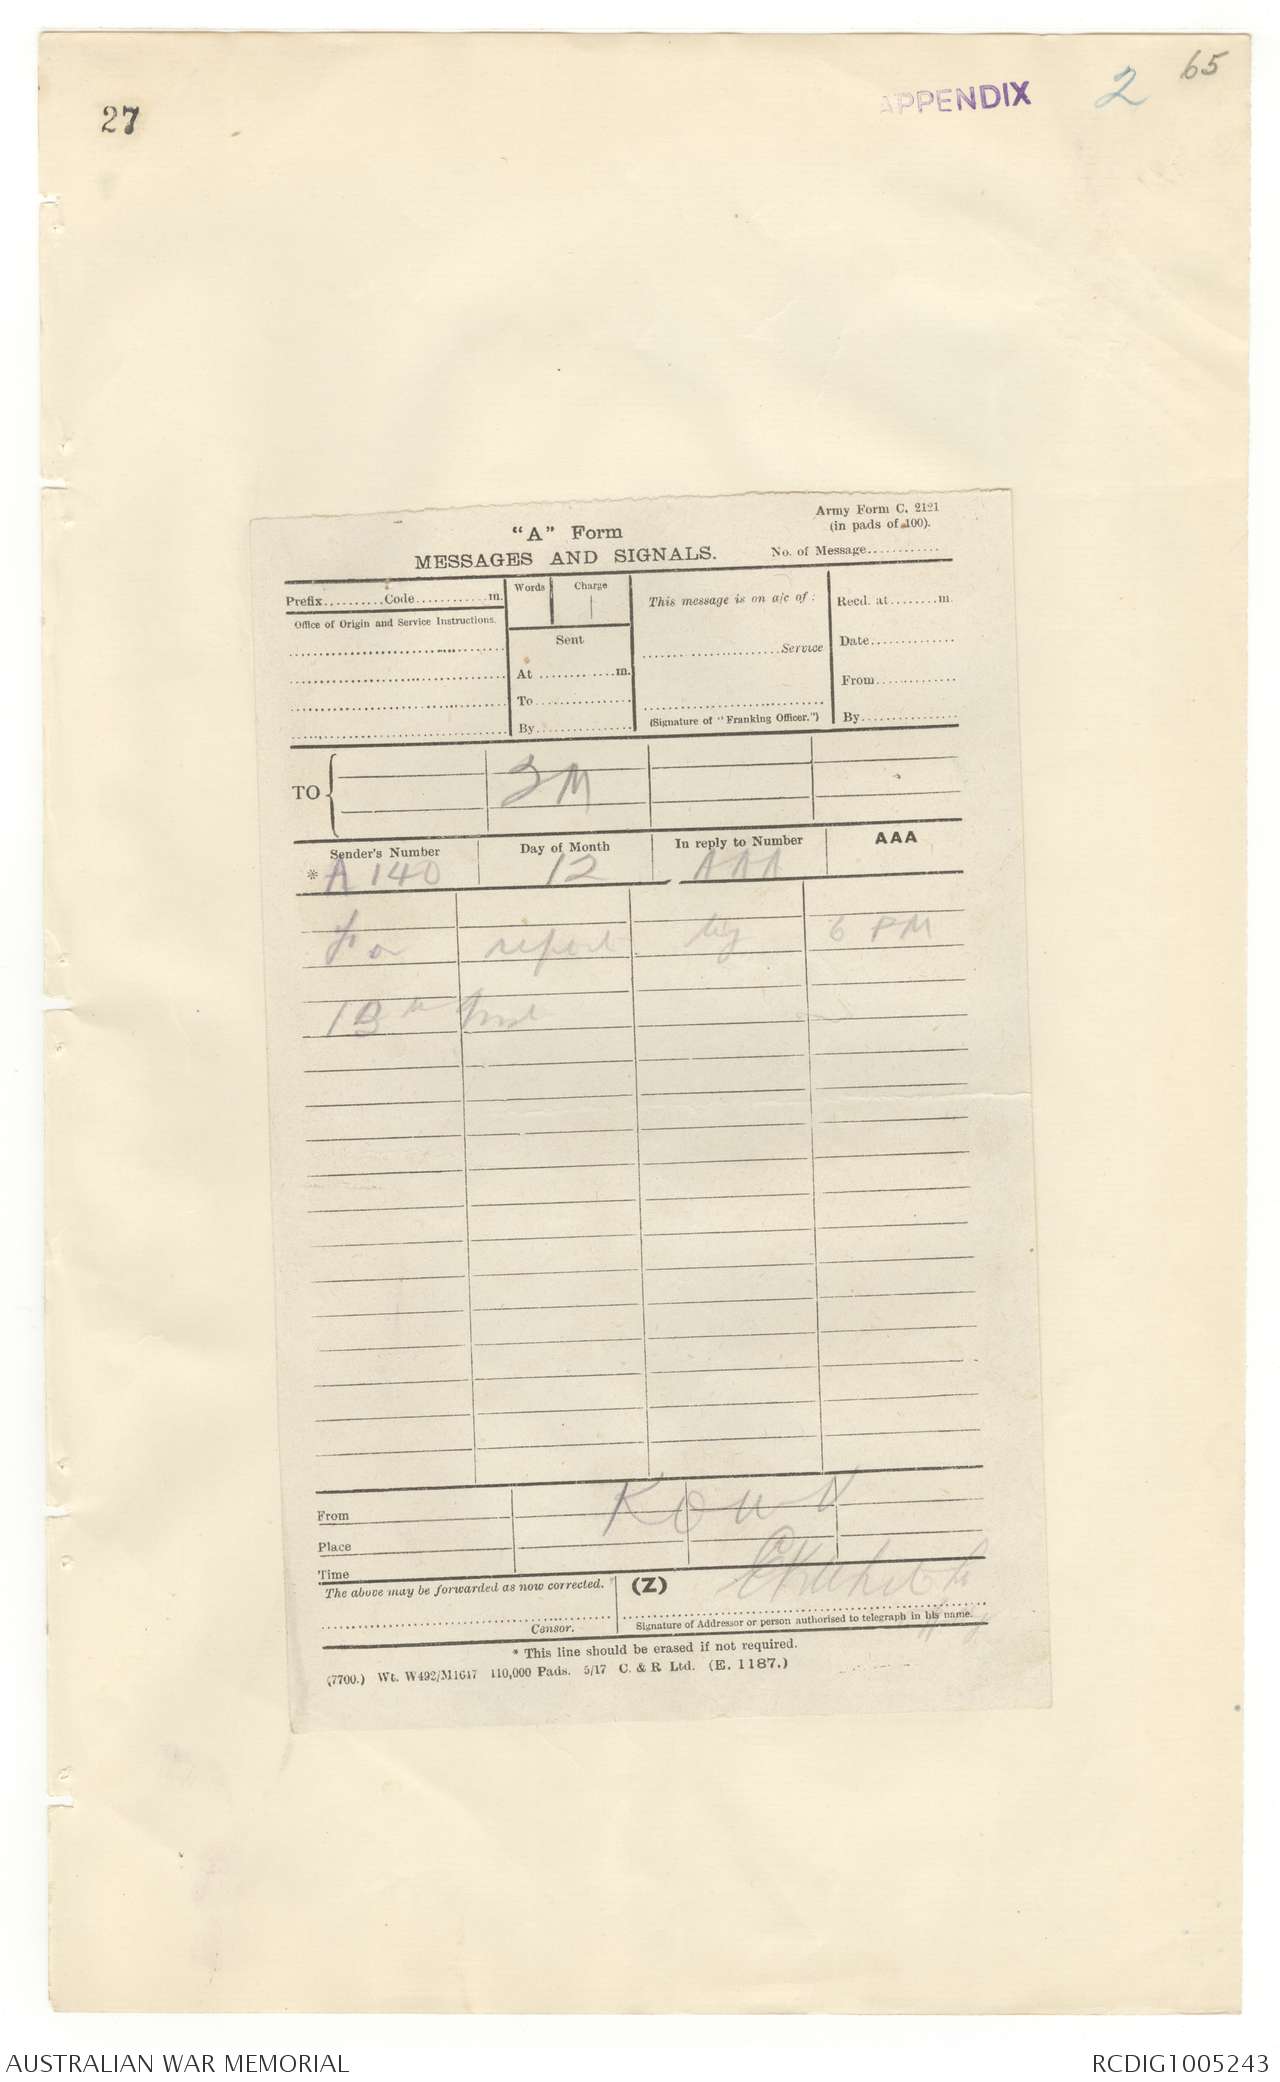 27
APPENDIX 2 65
"A" Form
MESSAGES AND SIGNALS.
Army Form C. 2121
(in pads of 100).
No. of Message............
Prefix..........Code............m.
Office of Origin and Service Instructions.
Words Charge
Sent
At ............m.
To...............
By...............
This message is on a/c of :
........................Service
(Signature of "Franking Officer.")
Recd. at........m
Date..............
From.............
By................
TO
Sender's Number
Day of Month
In reply to Number
AAA
* A 140 12 AAA
report 6 PM
13th Inst
From
Place
Time
The above may be forwarded as now corrected.
Censor.
(Z)
Signature of Addressor or person authorised to telegraph in his name.
* This line should be erased if not required.
(7700.) Wt. W492/M1647 110,000 Pads. 5/17 C. & R Ltd. (E. 1187.)
AUSTRALIAN WAR MEMORIAL
RCDIG1005243